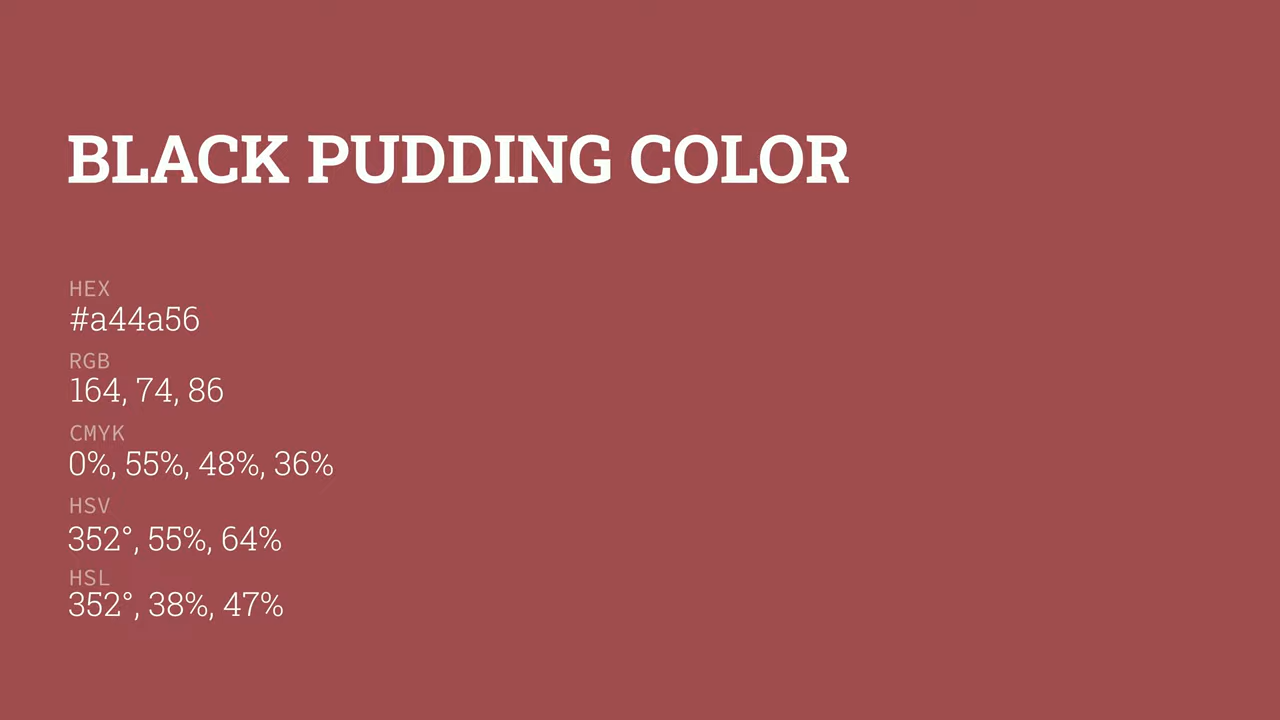 BLACK PUDDING COLOR
HEX
#a44a56
RGB
164, 74, 86
CMYK
0%, 55%, 48%, 36%
HSV
352°, 55%, 64%
HSL
352°, 38%, 47%